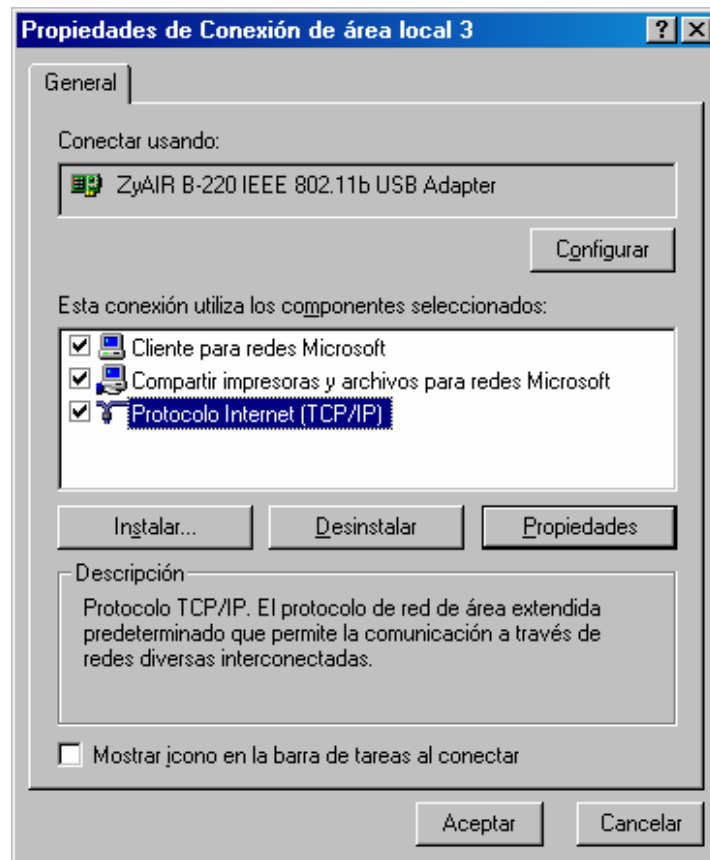 Propiedades de Conexión de área local 3
General
Conectar usando:
ZyAIR B-220 IEEE 802.11b USB Adapter
Configurar
Esta conexión utiliza los componentes seleccionados:
Cliente para redes Microsoft
Compartir impresoras y archivos para redes Microsoft
Protocolo Internet (TCP/IP)
Instalar... Desinstalar Propiedades
Descripción
Protocolo TCP/IP. El protocolo de red de área extendida
predeterminado que permite la comunicación a través de
redes diversas interconectadas.
Mostrar icono en la barra de tareas al conectar
Aceptar Cancelar